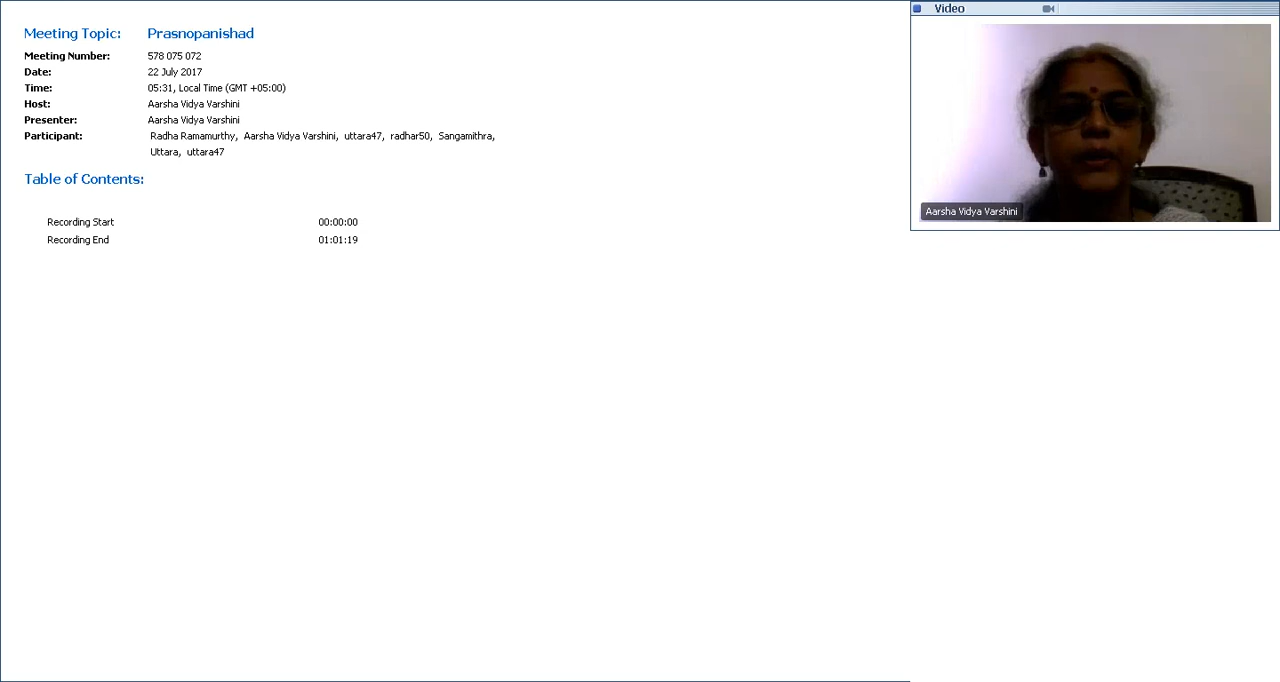 Meeting Topic: Prasnopanishad
Meeting Number: 578 075 072
Date: 22 July 2017
Time: 05:31, Local Time (GMT +05:00)
Host: Aarsha Vidya Varshini
Presenter: Aarsha Vidya Varshini
Participant: Radha Ramamurthy, Aarsha Vidya Varshini, uttara47, radhar50, Sangamithra,
Uttara, uttara47
Table of Contents:
Recording Start 00:00:00
Recording End 01:01:19
Video
Aarsha Vidya Varshini